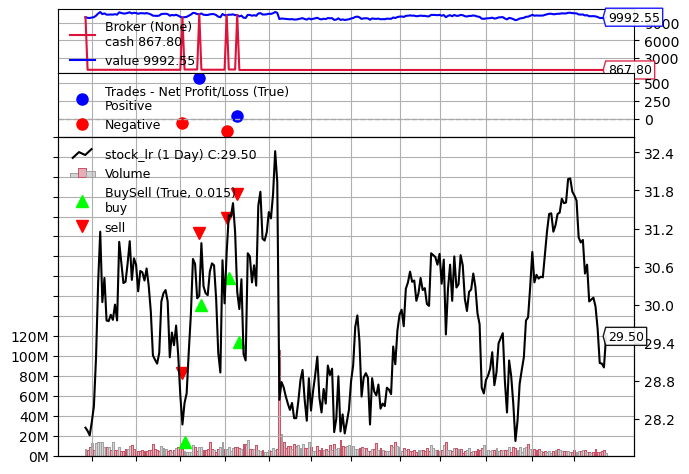 Broker (None)
cash 867.80
value 9992.55
9992.55
9000
6000
3000
867.80
Trades - Net Profit/Loss (True)
Positive
Negative
500
250
0
stock_lr (1 Day) C:29.50
Volume
BuySell (True, 0.015)
buy
sell
32.4
31.8
31.2
30.6
30.0
29.50
29.4
28.8
28.2
120M
100M
80M
60M
40M
20M
0M